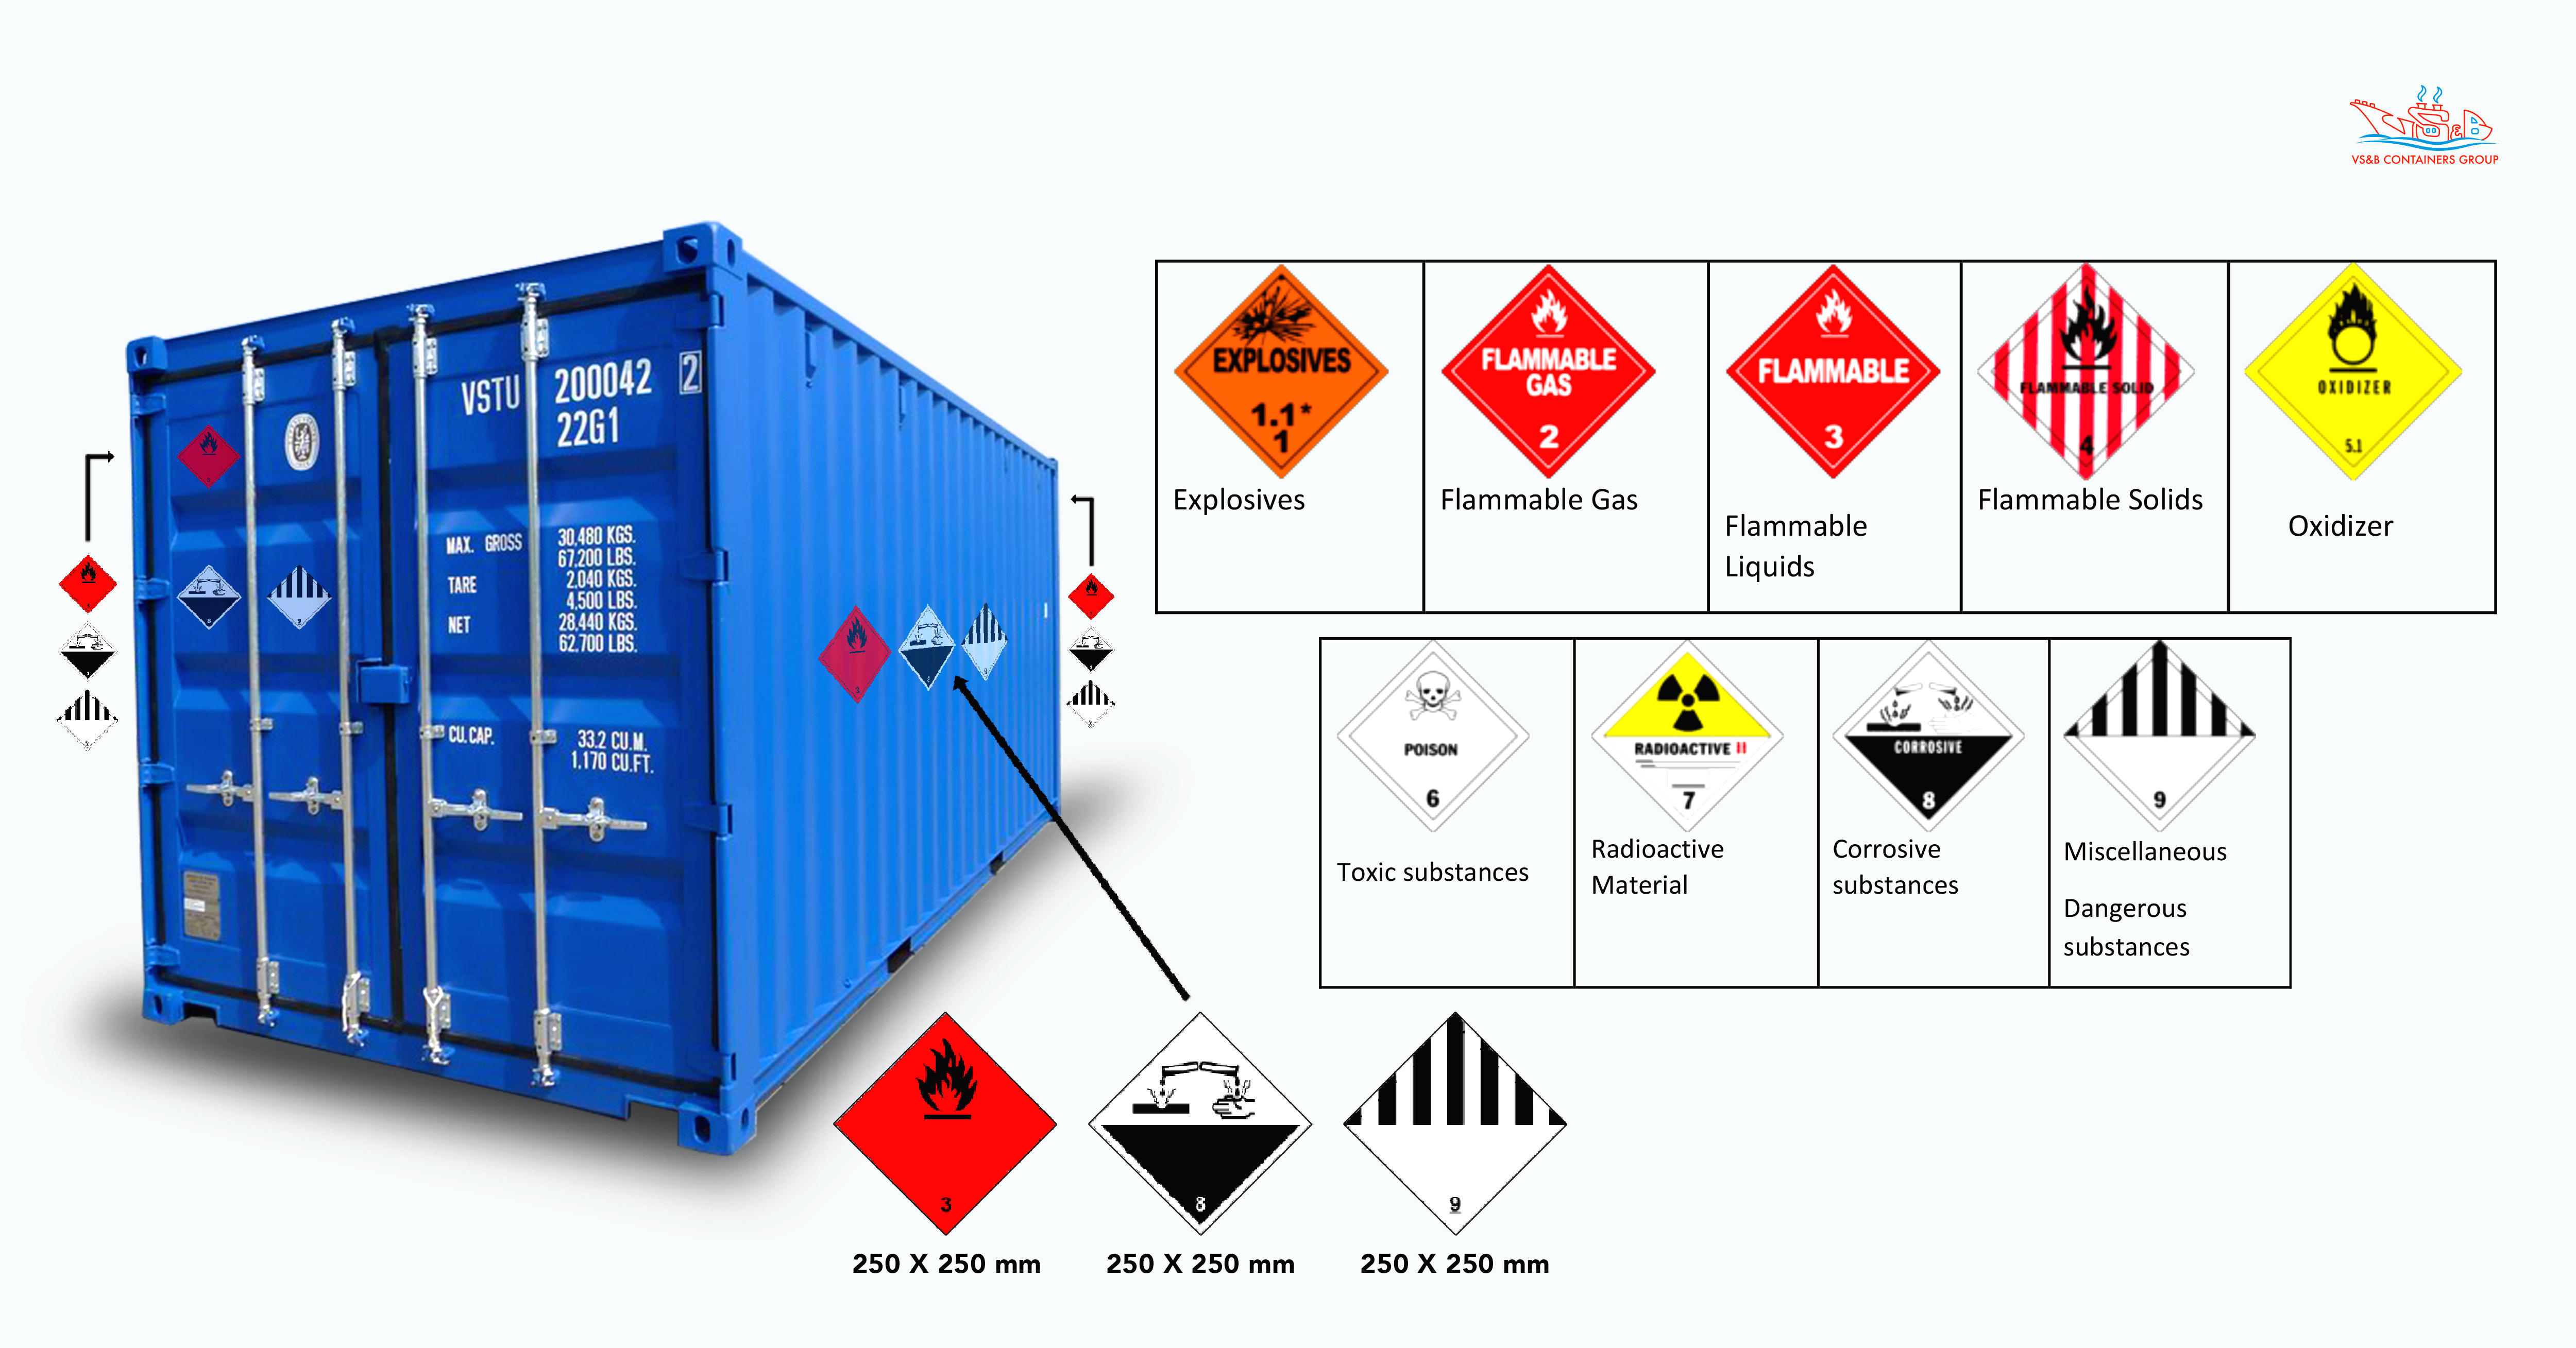 VS&B CONTAINERS GROUP
VSTU 200042 2
22G1
MAX. GROSS 30,480 KGS.
67,200 LBS.
TARE 2,040 KGS.
4,500 LBS.
NET 28,440 KGS.
62,700 LBS.
CU. CAP. 33.2 CU.M.
1.170 CU.FT.
EXPLOSIVES
1.1*
1
Explosives
FLAMMABLE
GAS
2
Flammable Gas
FLAMMABLE
3
Flammable
Liquids
FLAMMABLE SOLID
4
Flammable Solids
OXIDIZER
5.1
Oxidizer
POISON
6
Toxic substances
RADIOACTIVE II
7
Radioactive
Material
CORROSIVE
8
Corrosive
substances
9
Miscellaneous
Dangerous
substances
3
250 X 250 mm
8
250 X 250 mm
9
250 X 250 mm